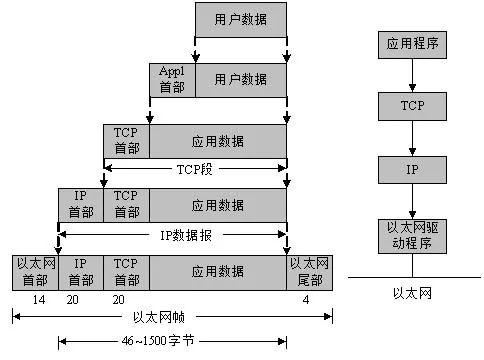 用户数据
应用程序
Appl
首部
用户数据
TCP
TCP
首部
应用数据
TCP段
IP
IP
首部
TCP
首部
应用数据
IP数据报
以太网驱
动程序
以太网
首部
IP
首部
TCP
首部
应用数据
以太网
尾部
以太网
14
20
20
4
以太网帧
46~1500字节